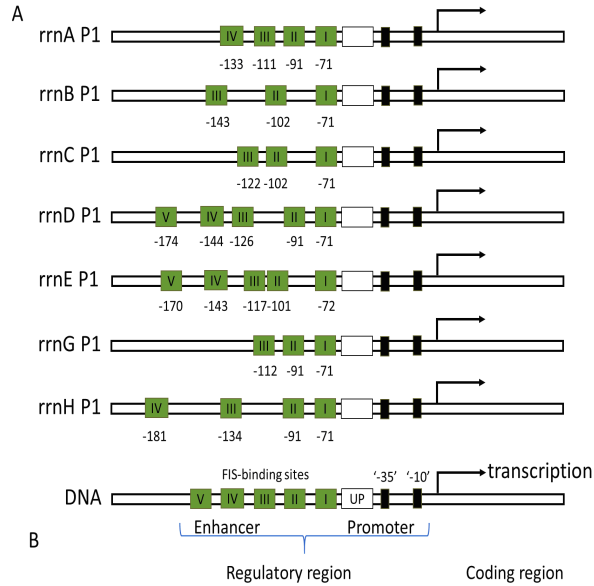 A
rrnA P1 IV III II I
-133 -111 -91 -71
rrnB P1 III II I
-143 -102 -71
rrnC P1 III II I
-122 -102 -71
rrnD P1 V IV III II I
-174 -144 -126 -91 -71
rrnE P1 V IV III II I
-170 -143 -117 -101 -72
rrnG P1 III II I
-112 -91 -71
rrnH P1 IV III II I
-181 -134 -91 -71
FIS-binding sites '-35' '-10' transcription
DNA V IV III II I UP
Enhancer Promoter
B
Regulatory region Coding region